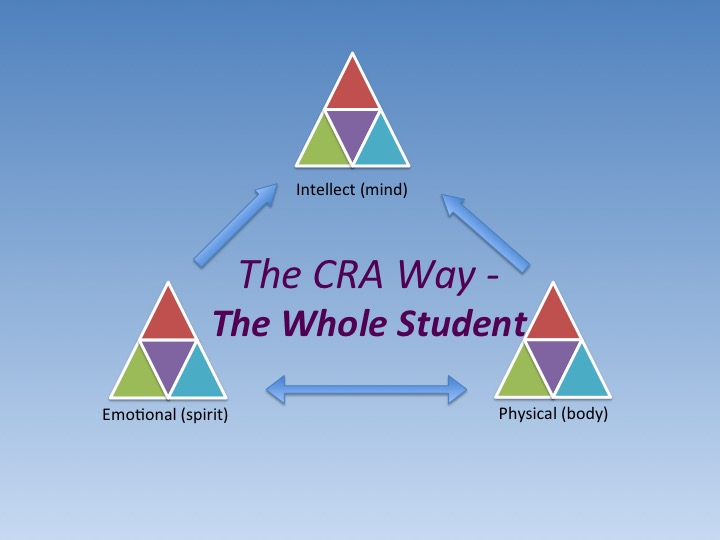 Intellect (mind)
The CRA Way -
The Whole Student
Emotional (spirit)
Physical (body)